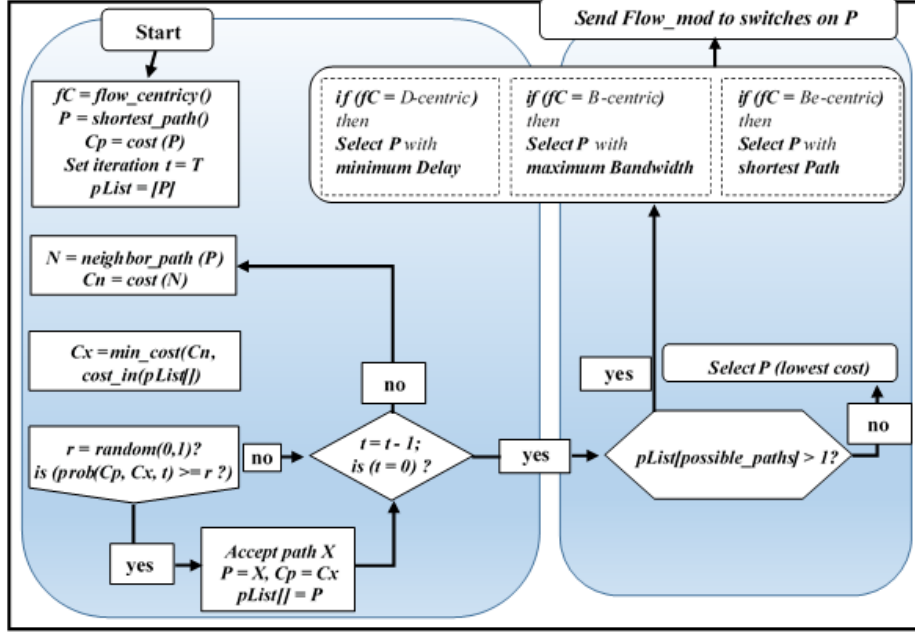 Start
fC = flow_centricy()
P = shortest_path()
Cp = cost (P)
Set iteration t = T
pList = [P]
N = neighbor_path (P)
Cn = cost (N)
Cx = min_cost(Cn,
cost_in(pList[])
r = random(0,1)?
is (prob(Cp, Cx, t) >= r ?)
no
yes
Accept path X
P = X, Cp = Cx
pList[] = P
t = t - 1;
is (t = 0) ?
no
yes
pList[possible_paths] > 1?
no
Select P (lowest cost)
yes
if (fC = D-centric)
then
Select P with
minimum Delay
if (fC = B-centric)
then
Select P with
maximum Bandwidth
if (fC = Be-centric)
then
Select P with
shortest Path
Send Flow_mod to switches on P